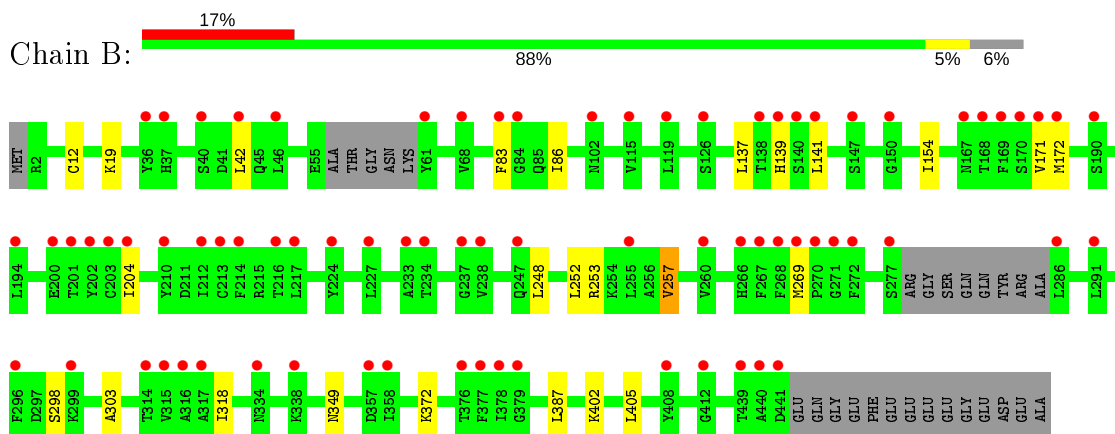 17%
Chain B:
88% 5% 6%
MET R2 C12 K19 Y36 H37 S40 D41 L42 Q45 L46 E55 ALA THR GLY ASN LYS Y61 V68 F83 G84 Q85 I86 N102 V115 L119 S126 L137 T138 H139 S140 L141 S147 G150 I154 N167 T168 F169 S170 V171 M172 S190
L194 E200 T201 Y202 C203 I204 Y210 D211 I212 C213 F214 R215 T216 L217 Y224 L227 A233 T234 G237 V238 Q247 L248 L252 R253 K254 L255 A256 V257 V260 H266 F267 F268 M269 P270 G271 F272 S277 ARG GLY SER GLN GLN TYR ARG ALA L286 L291
F296 D297 S298 K299 A303 T314 V315 A316 A317 I318 N334 K338 N349 D357 I358 K372 T376 F377 I378 G379 L387 K402 L405 Y408 G412 T439 A440 D441 GLU GLN GLY GLU PHE GLU GLU GLU GLU GLY GLU ASP GLU ALA